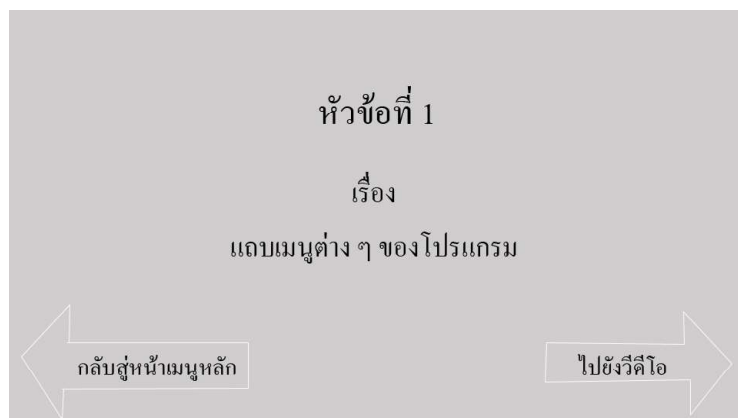 หัวข้อที่ 1
เรื่อง
แถบเมนูต่าง ๆ ของโปรแกรม
กลับสู่หน้าเมนูหลัก
ไปยังวีคีโอ